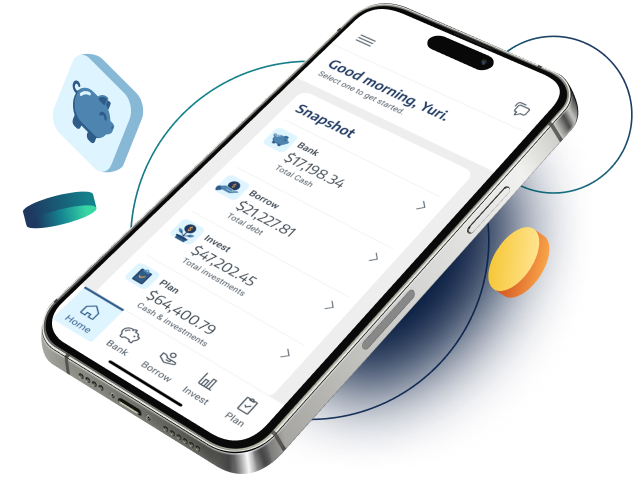 Good morning, Yuri.
Select one to get started.
Snapshot
Bank
$17,198.34
Total Cash
Borrow
$21,227.81
Total debt
Invest
$47,202.45
Total investments
Plan
$64,400.79
Cash & investments
Home
Bank
Borrow
Invest
Plan